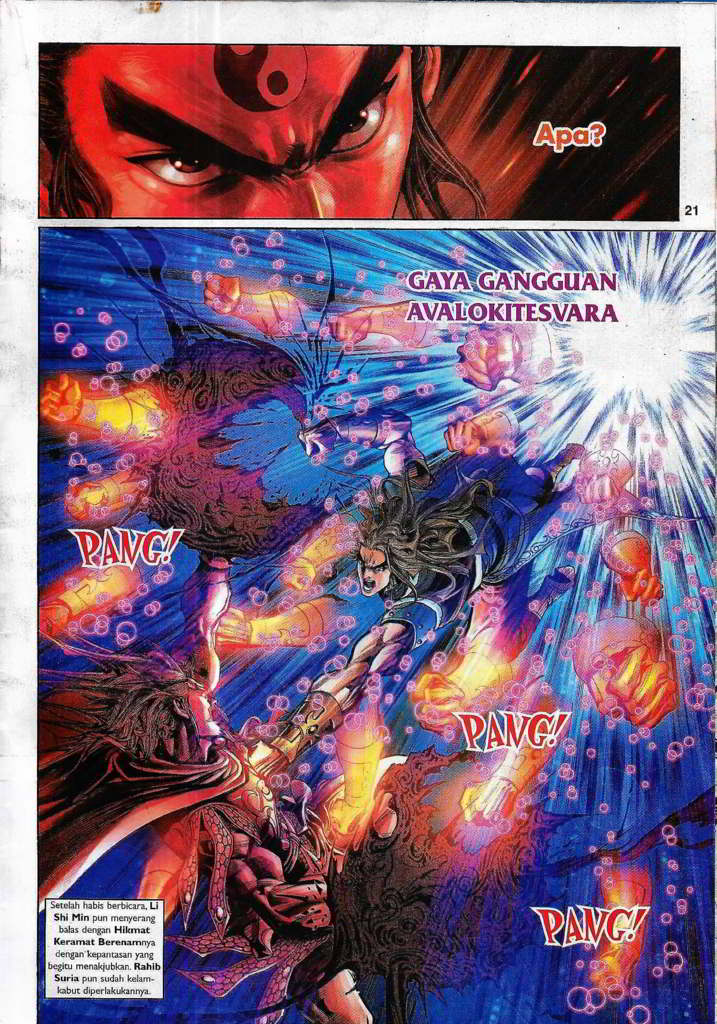 Apa?
21
GAYA GANGGUAN
AVALOKITESVARA
PANG!
PANG!
PANG!
Setelah habis berbicara, Li
Shi Min pun menyerang
balas dengan Hikmat
Keramat Berenamnya
dengan kepantasan yang
begitu menakjubkan. Rahib
Suria pun sudah kelam-
kabut diperlakukannya.